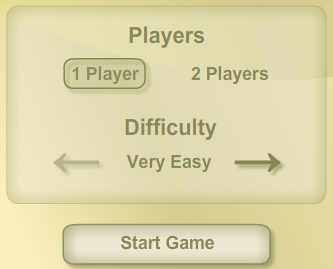 Players
1 Player 2 Players
Difficulty
Very Easy
Start Game